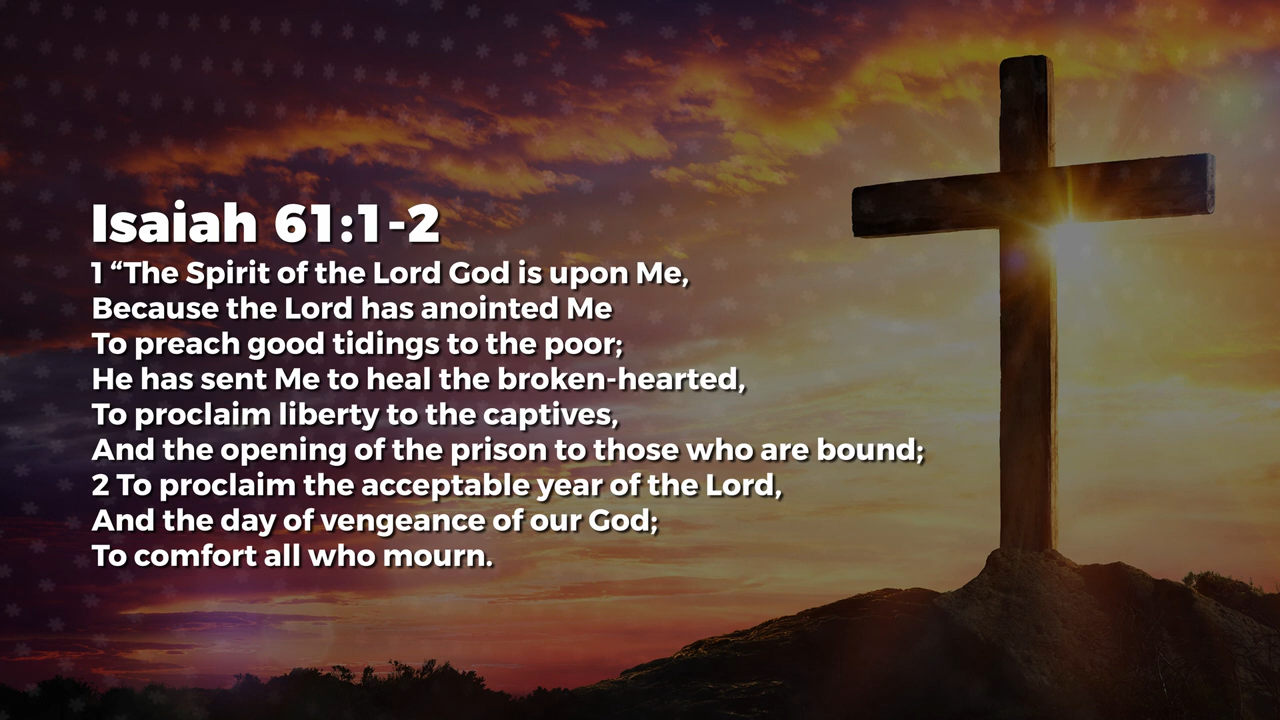 Isaiah 61:1-2
1 “The Spirit of the Lord God is upon Me,
Because the Lord has anointed Me
To preach good tidings to the poor;
He has sent Me to heal the broken-hearted,
To proclaim liberty to the captives,
And the opening of the prison to those who are bound;
2 To proclaim the acceptable year of the Lord,
And the day of vengeance of our God;
To comfort all who mourn.